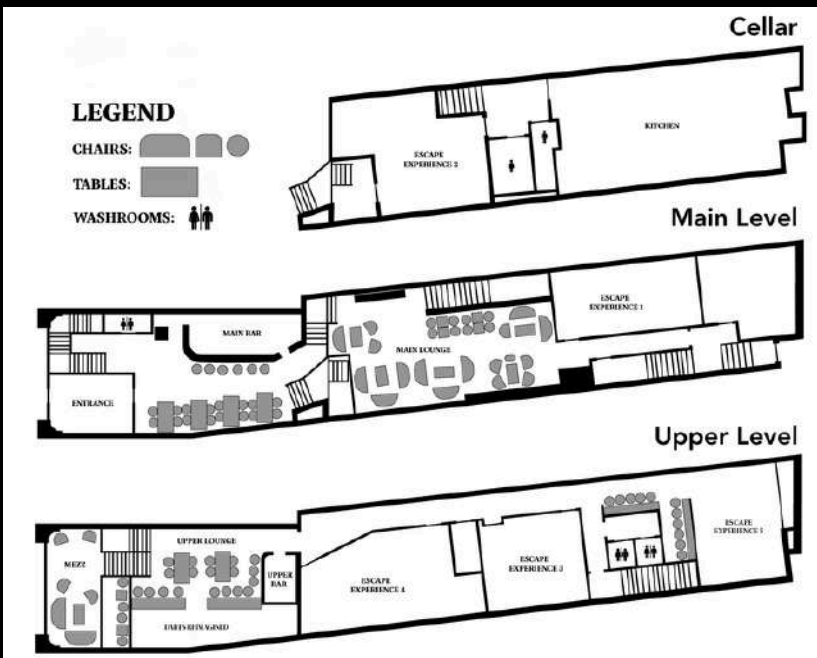 Cellar
LEGEND
CHAIRS:
TABLES:
WASHROOMS:
ESCAPE
EXPERIENCE 2
KITCHEN
Main Level
MAIN BAR
ENTRANCE
MAIN LOUNGE
ESCAPE
EXPERIENCE 1
Upper Level
MEZZ
UPPER LOUNGE
UPPER
BAR
ESCAPE
EXPERIENCE 4
ESCAPE
EXPERIENCE 3
ESCAPE
EXPERIENCE 5